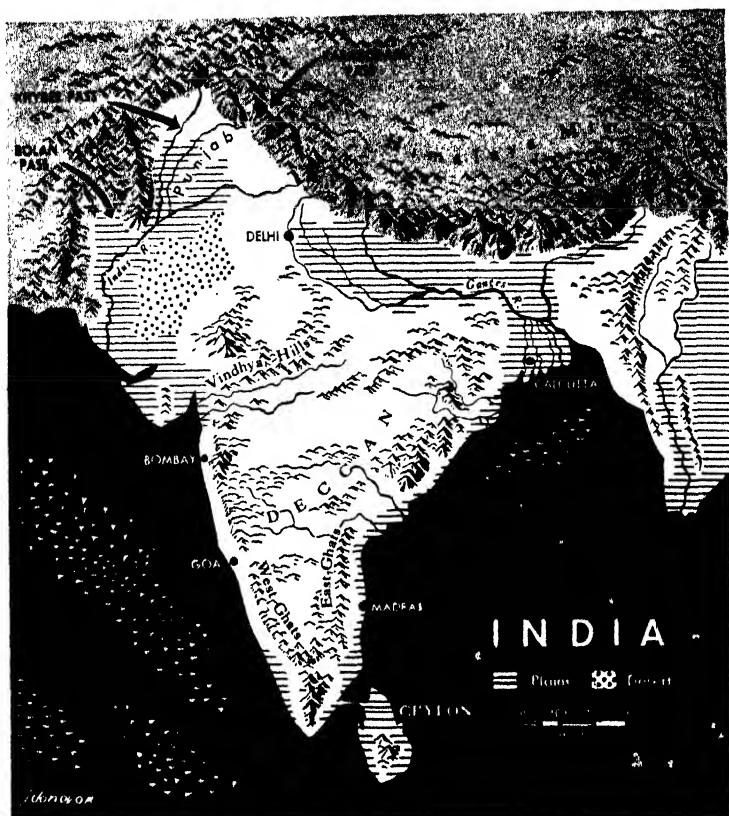 KHYBER PASS
BOLAN
PASS
Punjab
Indus R.
DELHI
Ganges R.
Vindhya Hills
CALCUTTA
BOMBAY
DECCAN
GOA
West Ghats
East Ghats
MADRAS
INDIA
Plains
Desert
CEYLON